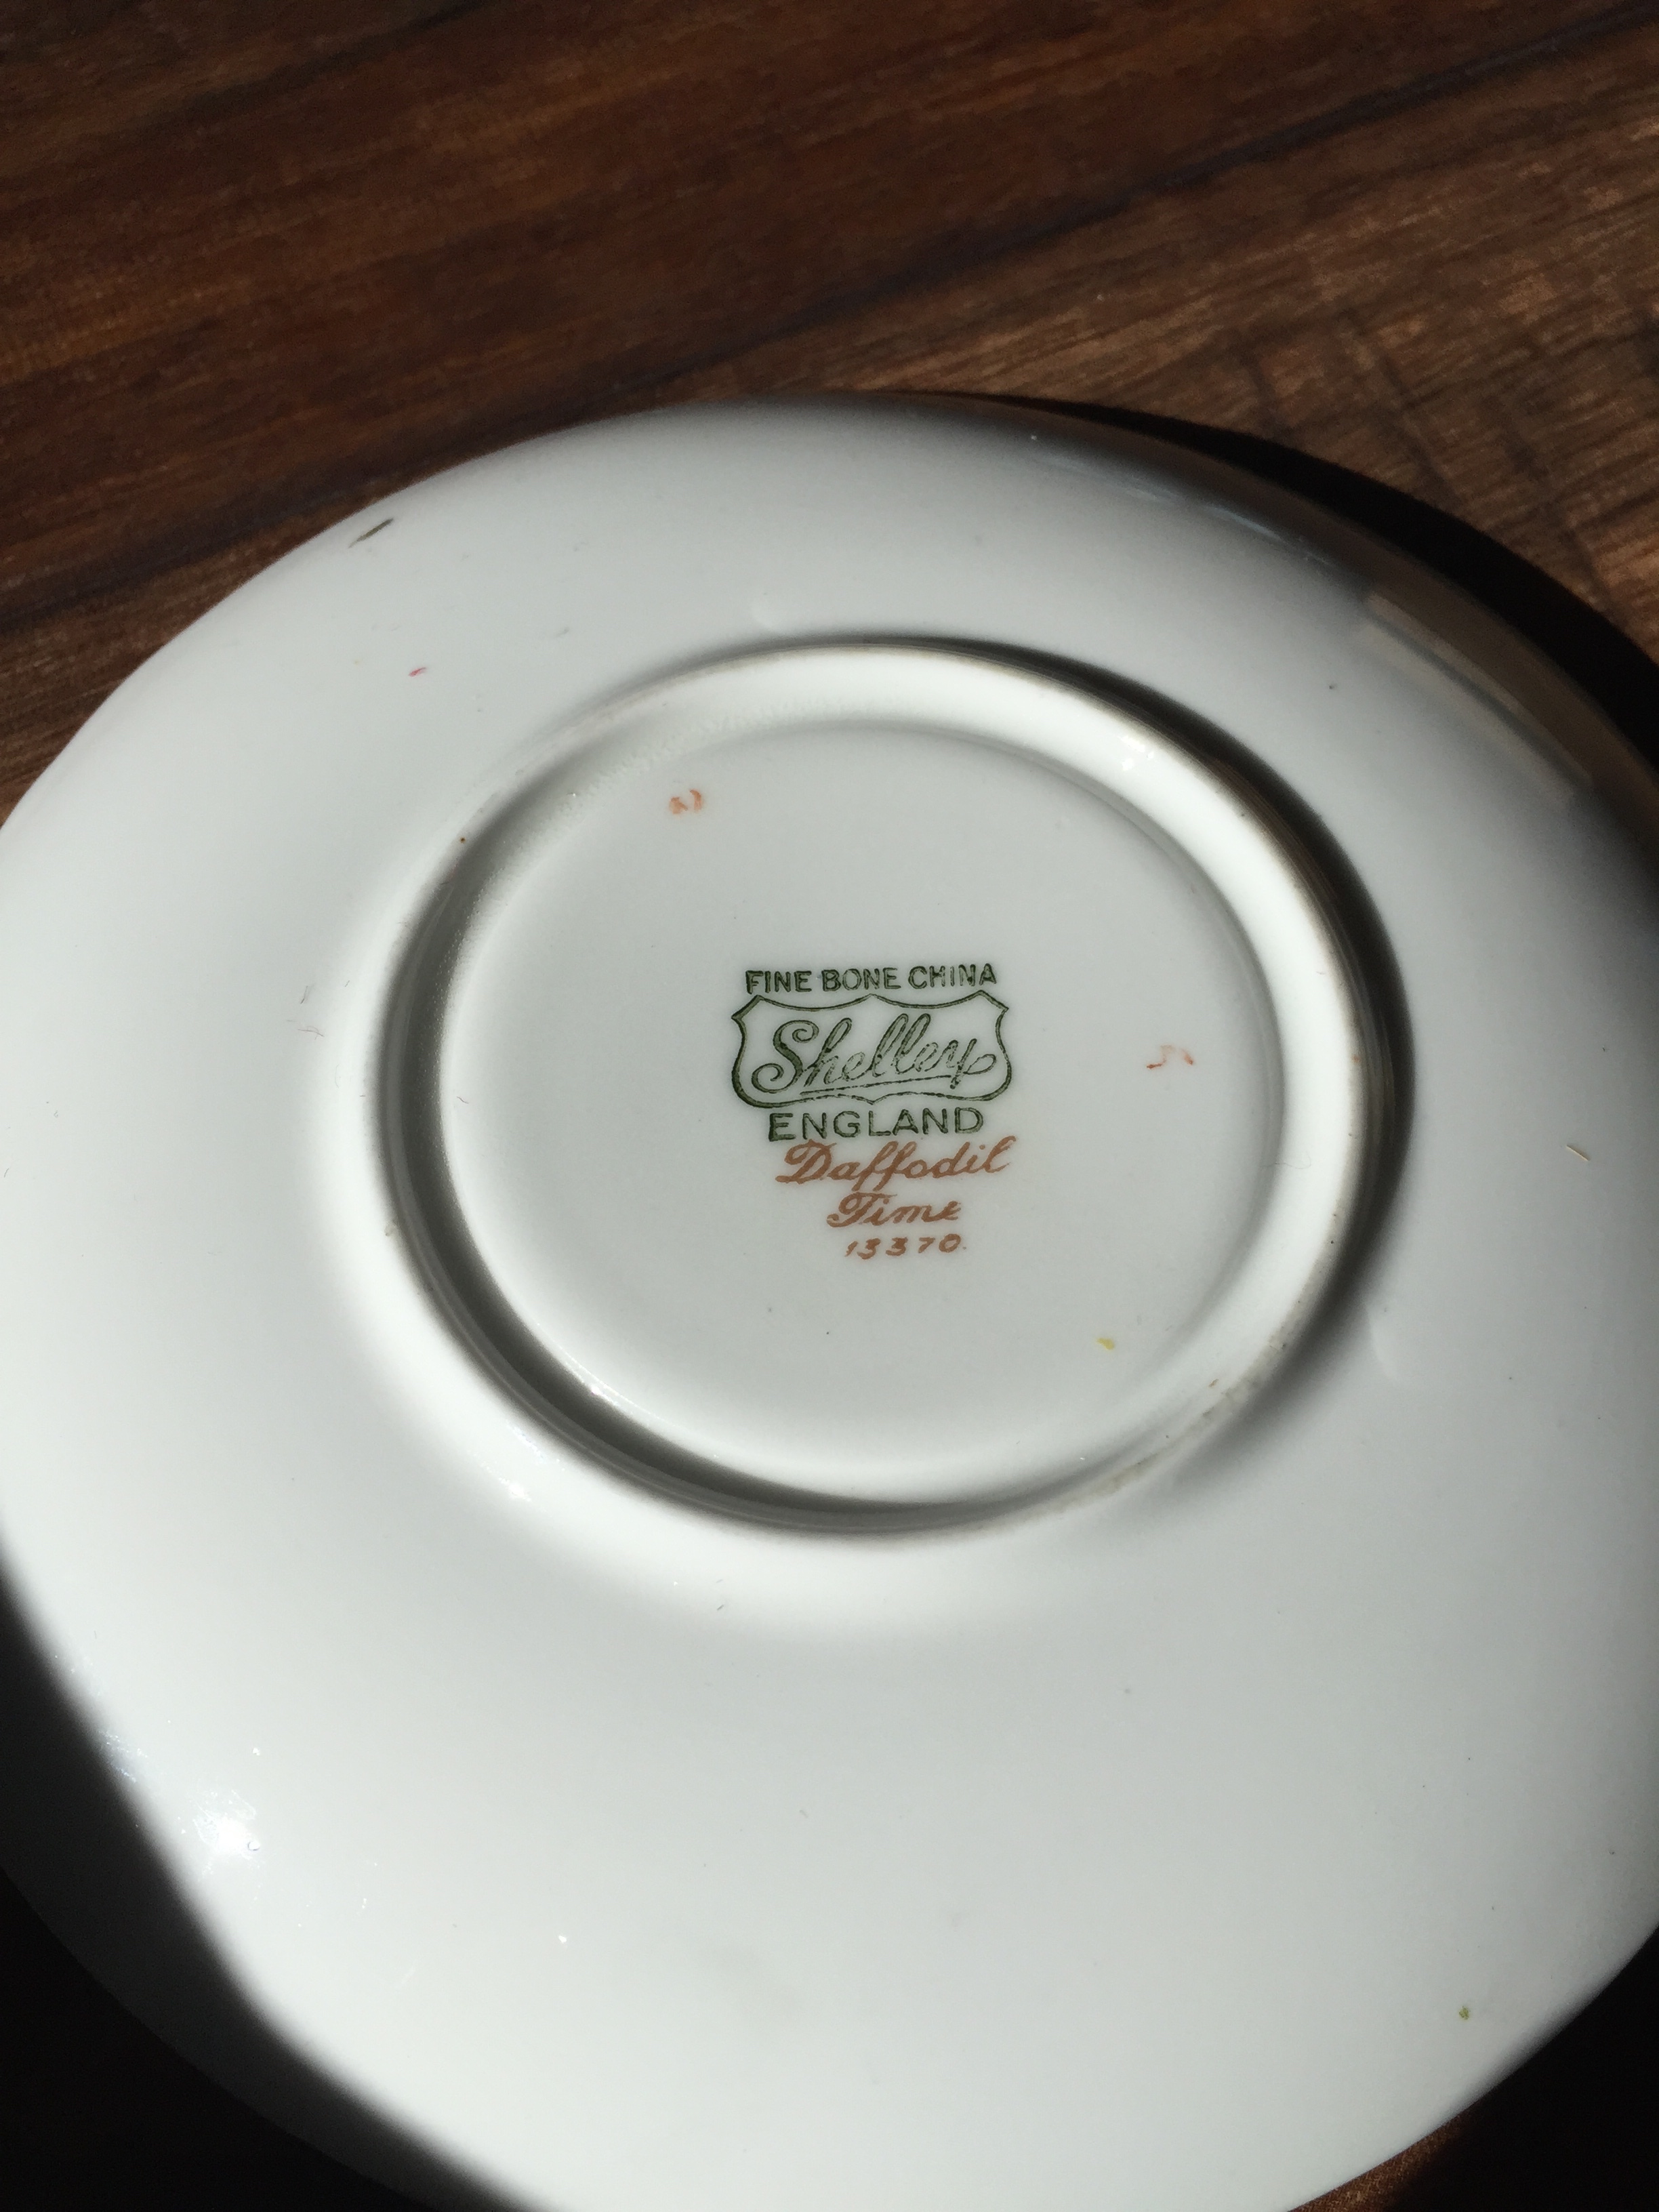 FINE BONE CHINA
Shelley
ENGLAND
Daffodil
Time
13370.